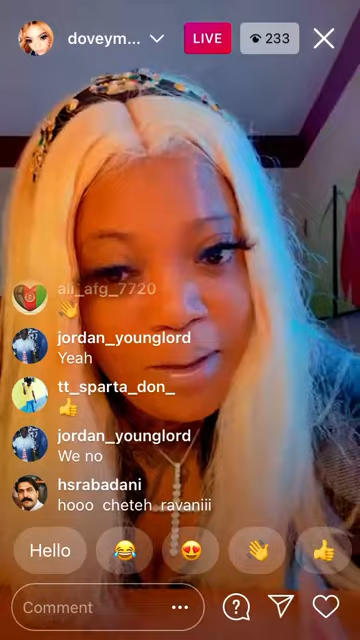 doveym...
LIVE
233
ali_afg_7720
👋
jordan_younglord
Yeah
tt_sparta_don_
👍
jordan_younglord
We no
hsrabadani
hooo cheteh ravaniii
Hello 😂 😍 👋 👍
Comment